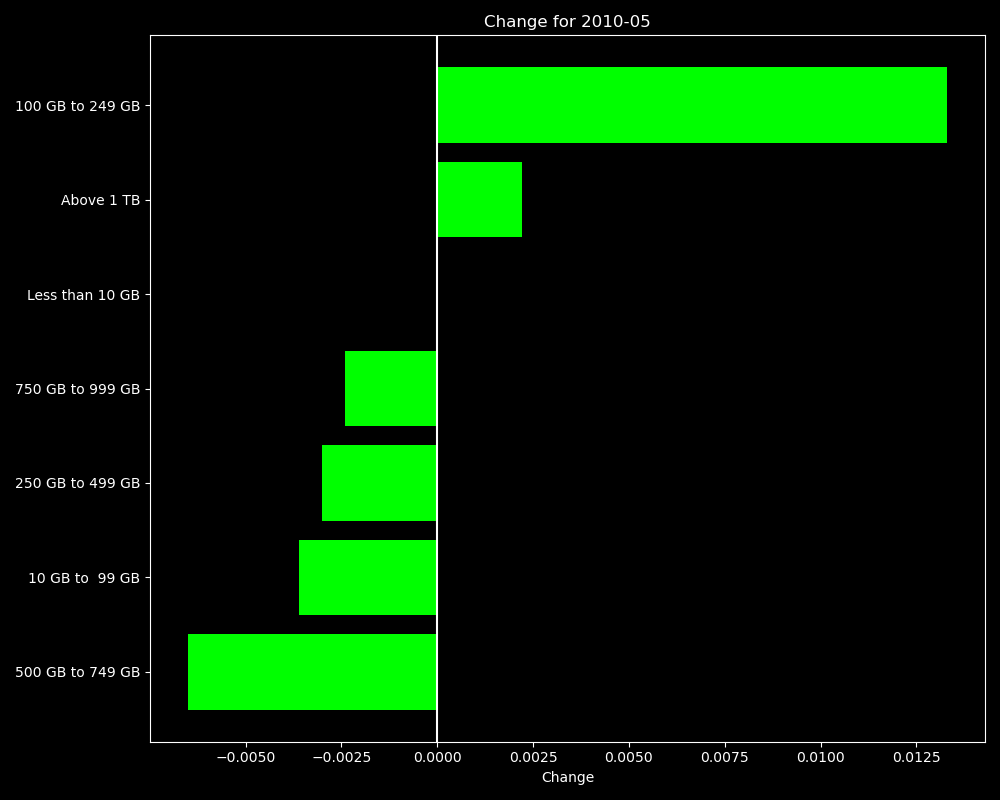 Change for 2010-05
100 GB to 249 GB
Above 1 TB
Less than 10 GB
750 GB to 999 GB
250 GB to 499 GB
10 GB to  99 GB
500 GB to 749 GB
−0.0050 −0.0025 0.0000 0.0025 0.0050 0.0075 0.0100 0.0125
Change